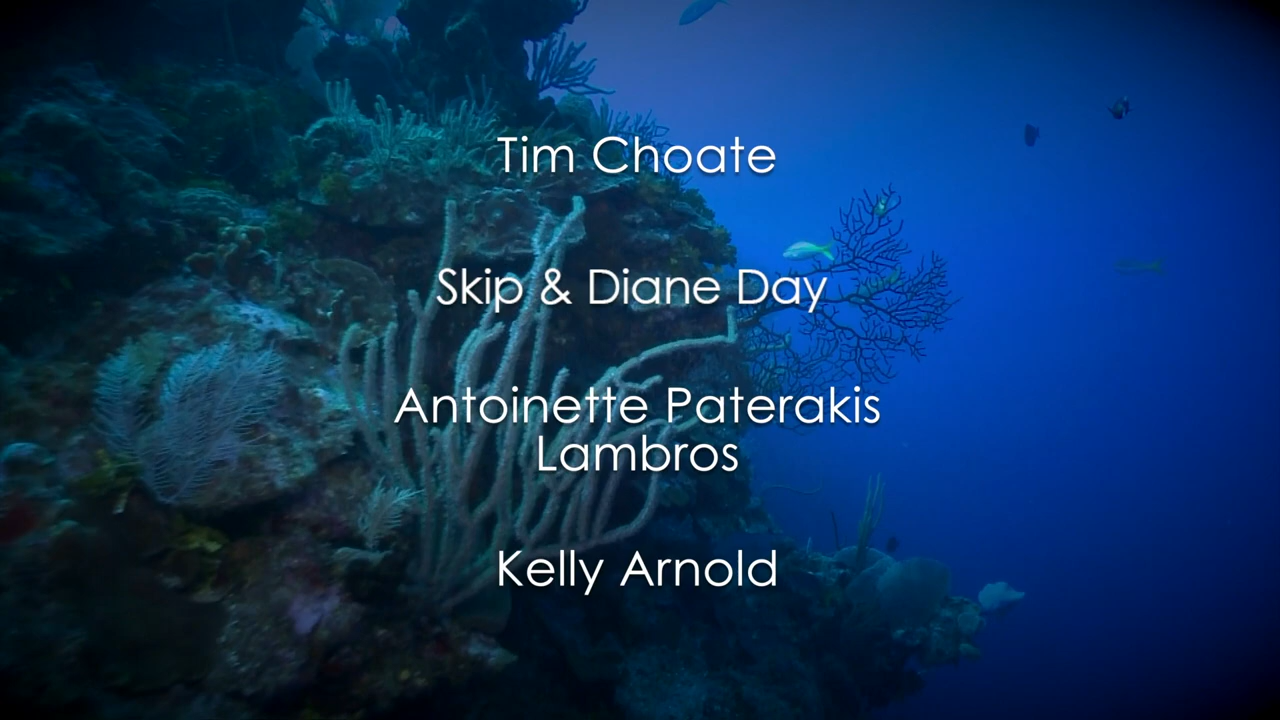 Tim Choate
Skip & Diane Day
Antoinette Paterakis
Lambros
Kelly Arnold